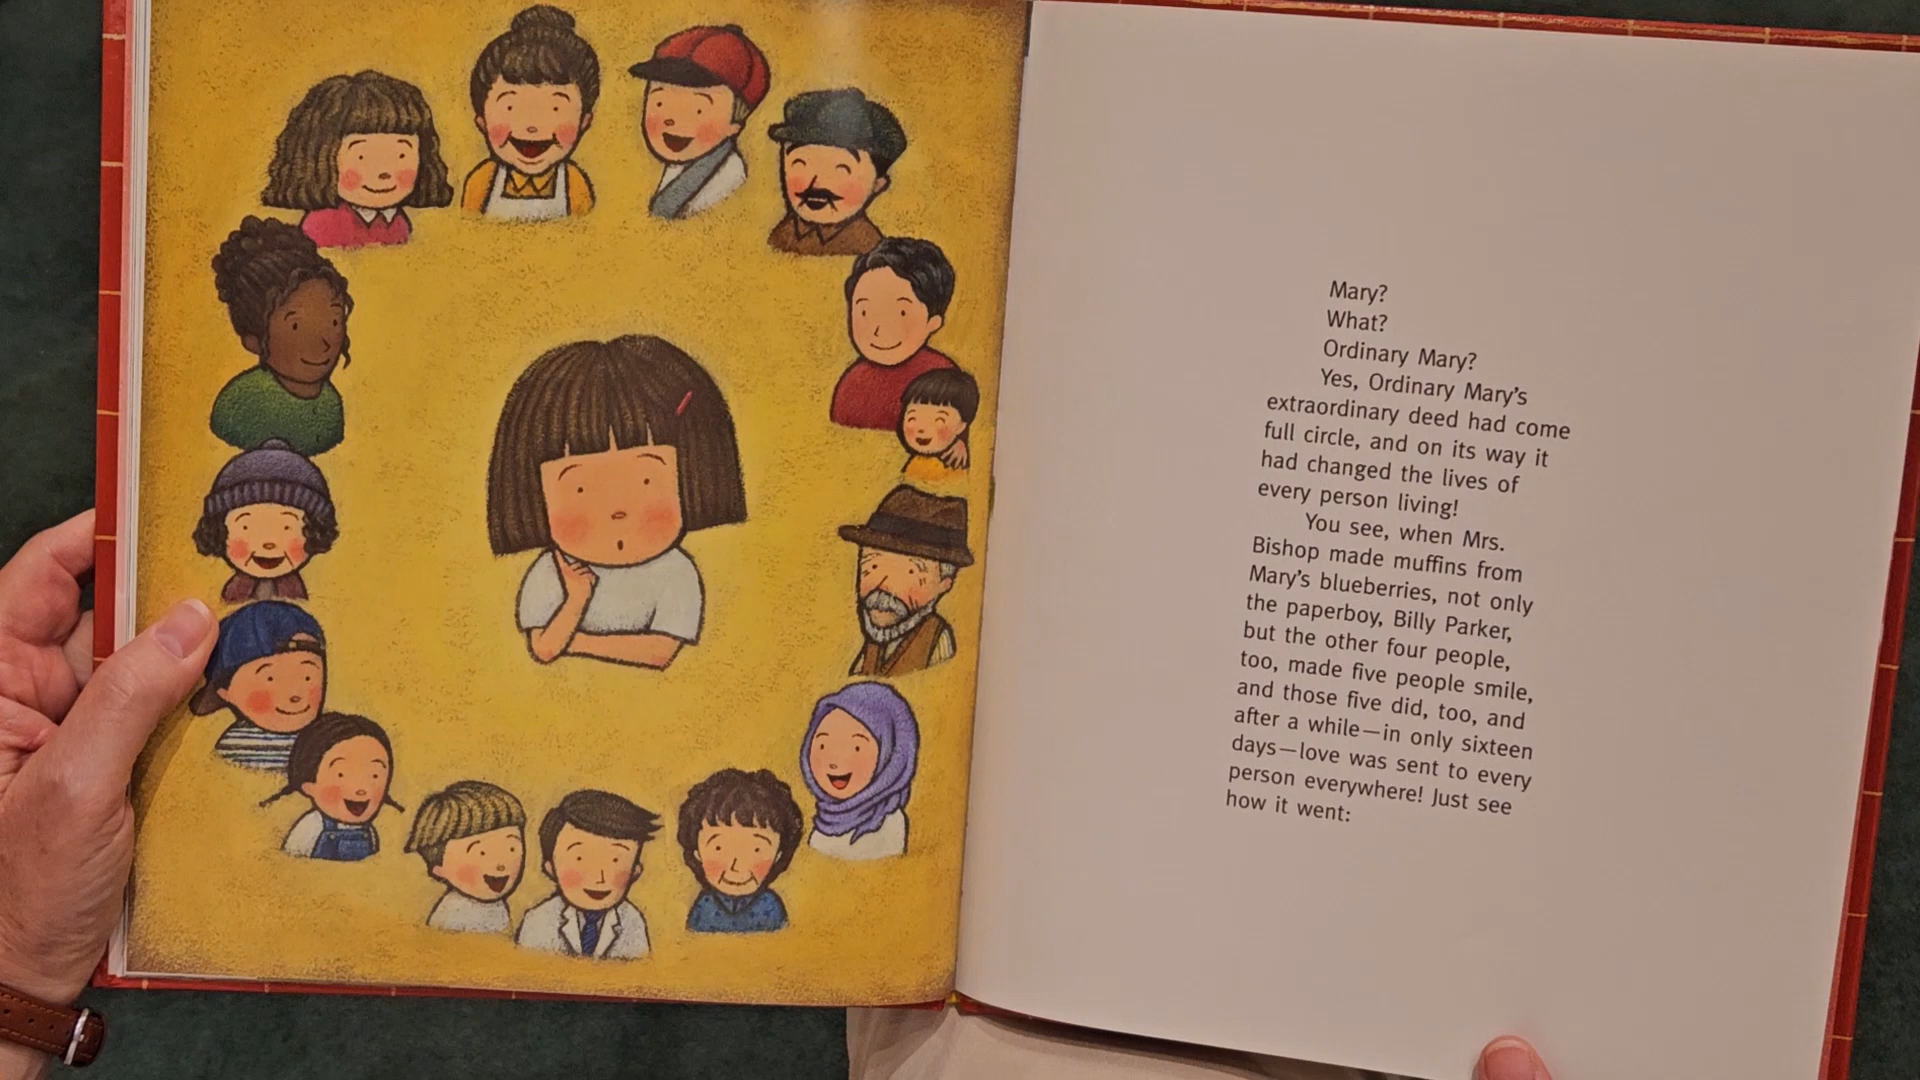 Mary?
What?
Ordinary Mary?
Yes, Ordinary Mary’s
extraordinary deed had come
full circle, and on its way it
had changed the lives of
every person living!
You see, when Mrs.
Bishop made muffins from
Mary’s blueberries, not only
the paperboy, Billy Parker,
but the other four people,
too, made five people smile,
and those five did, too, and
after a while—in only sixteen
days—love was sent to every
person everywhere! Just see
how it went: